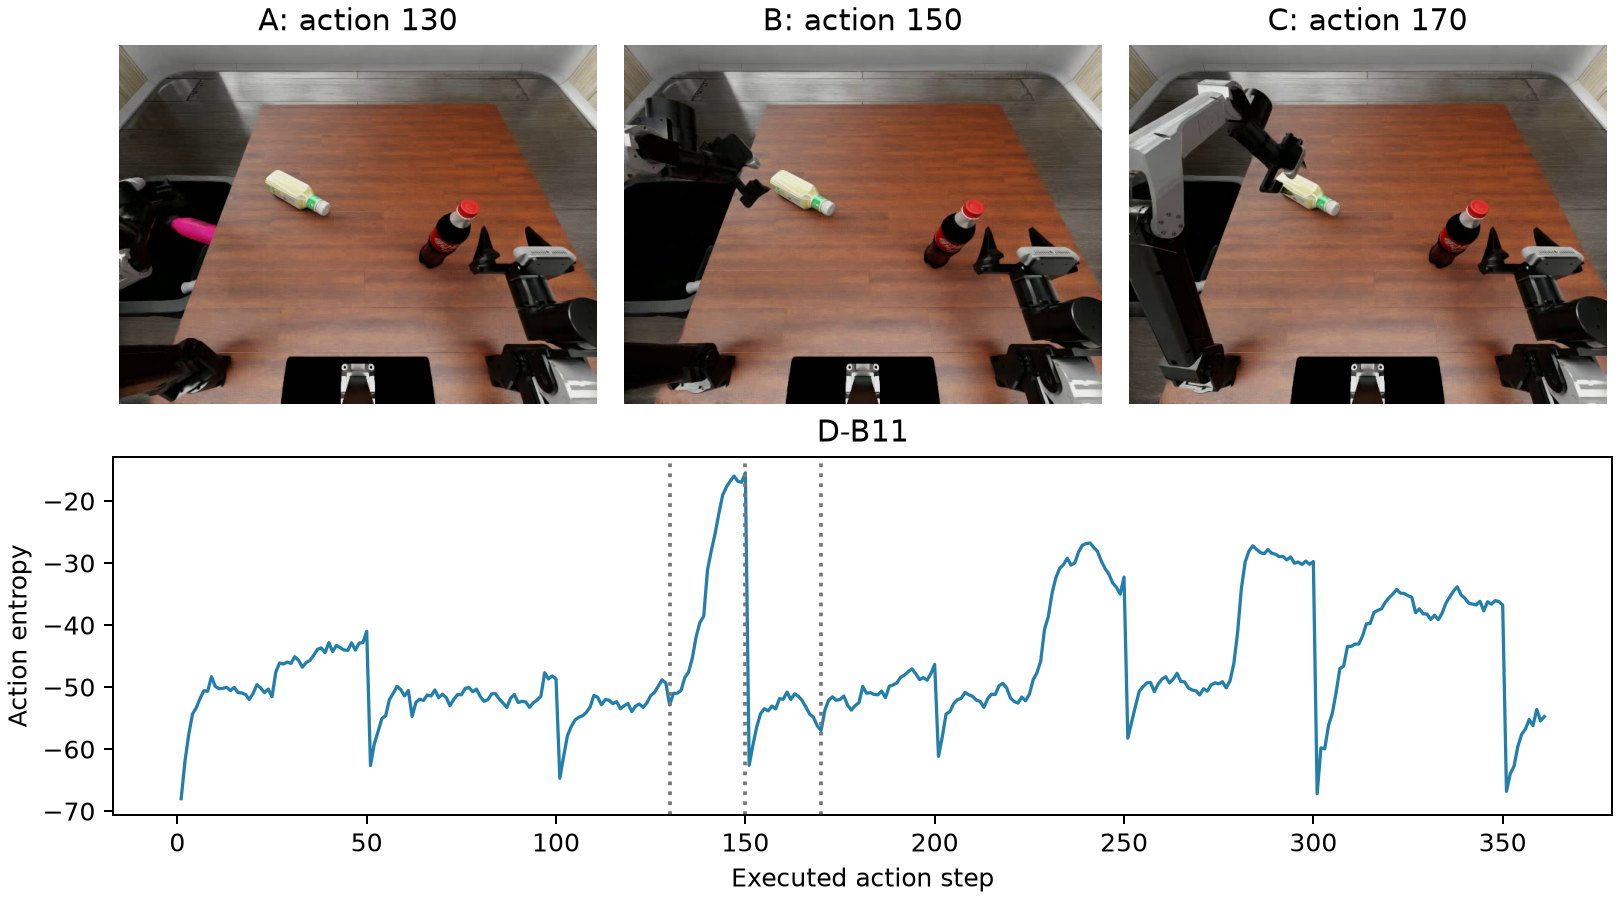 A: action 130
B: action 150
C: action 170
D-B11
Action entropy
−20
−30
−40
−50
−60
−70
0 50 100 150 200 250 300 350
Executed action step